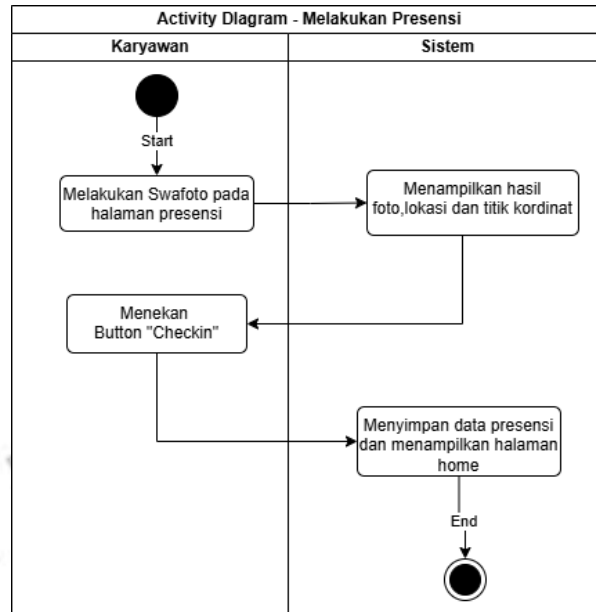 Activity DIagram - Melakukan Presensi
Karyawan
Sistem
Start
Melakukan Swafoto pada
halaman presensi
Menampilkan hasil
foto,lokasi dan titik kordinat
Menekan
Button "Checkin"
Menyimpan data presensi
dan menampilkan halaman
home
End